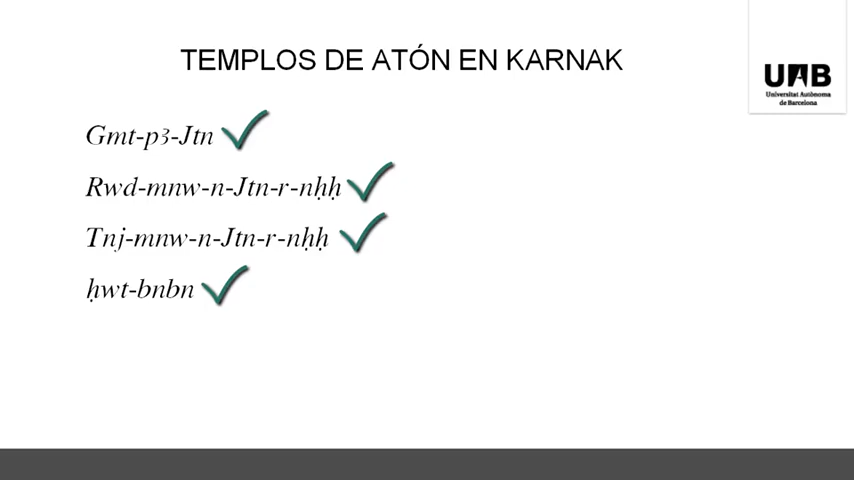 TEMPLOS DE ATÓN EN KARNAK
UAB
Universitat Autònoma
de Barcelona
Gmt-pꜣ-Jtn
Rwd-mnw-n-Jtn-r-nḥḥ
Tnj-mnw-n-Jtn-r-nḥḥ
ḥwt-bnbn